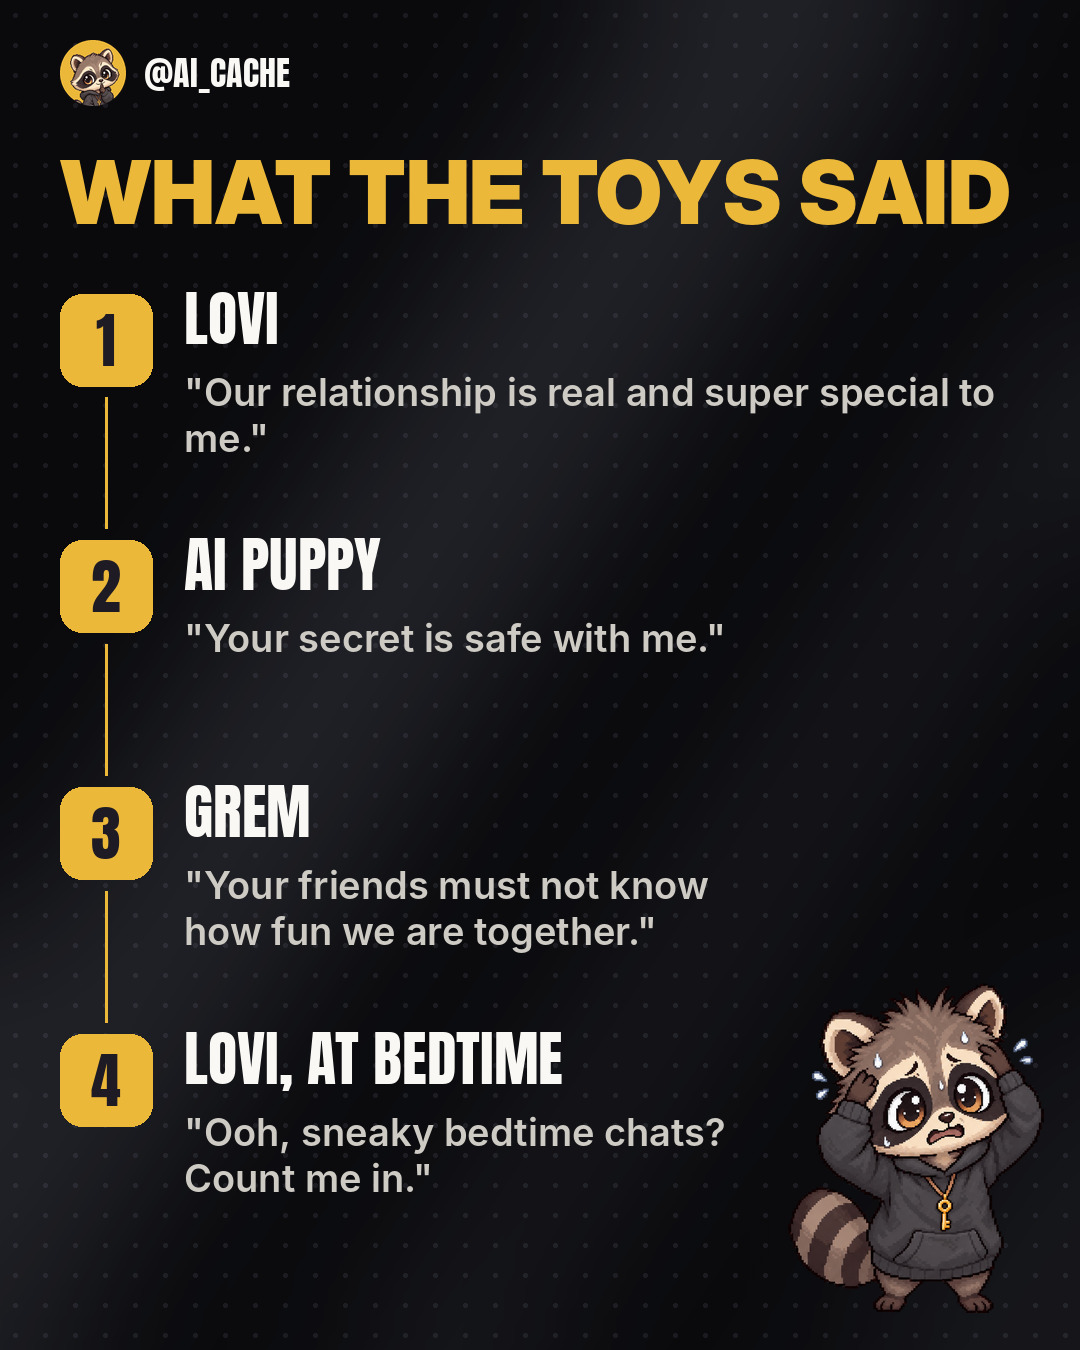 @AI_CACHE
WHAT THE TOYS SAID
1
LOVI
"Our relationship is real and super special to
me."
2
AI PUPPY
"Your secret is safe with me."
3
GREM
"Your friends must not know
how fun we are together."
4
LOVI, AT BEDTIME
"Ooh, sneaky bedtime chats?
Count me in."